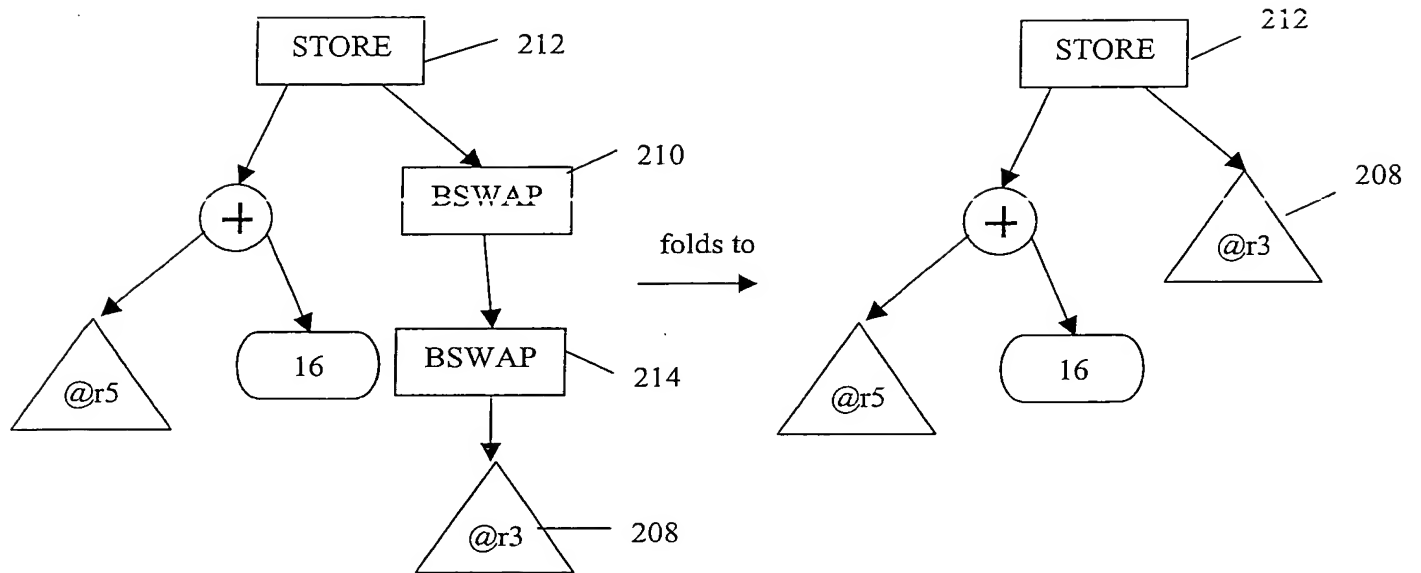 STORE
212
210
BSWAP
+
BSWAP
214
@r5
16
@r3
208
folds to
STORE
212
208
@r3
+
@r5
16